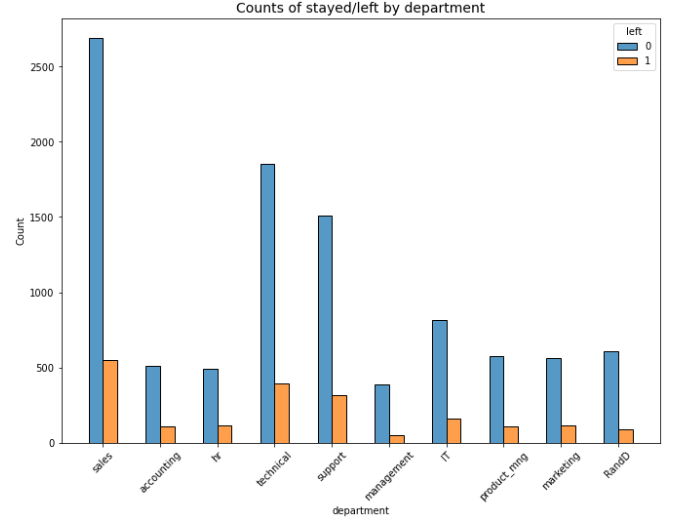 Counts of stayed/left by department
left
0
1
2500
2000
1500
1000
500
0
Count
sales
accounting
hr
technical
support
management
IT
product_mng
marketing
RandD
department